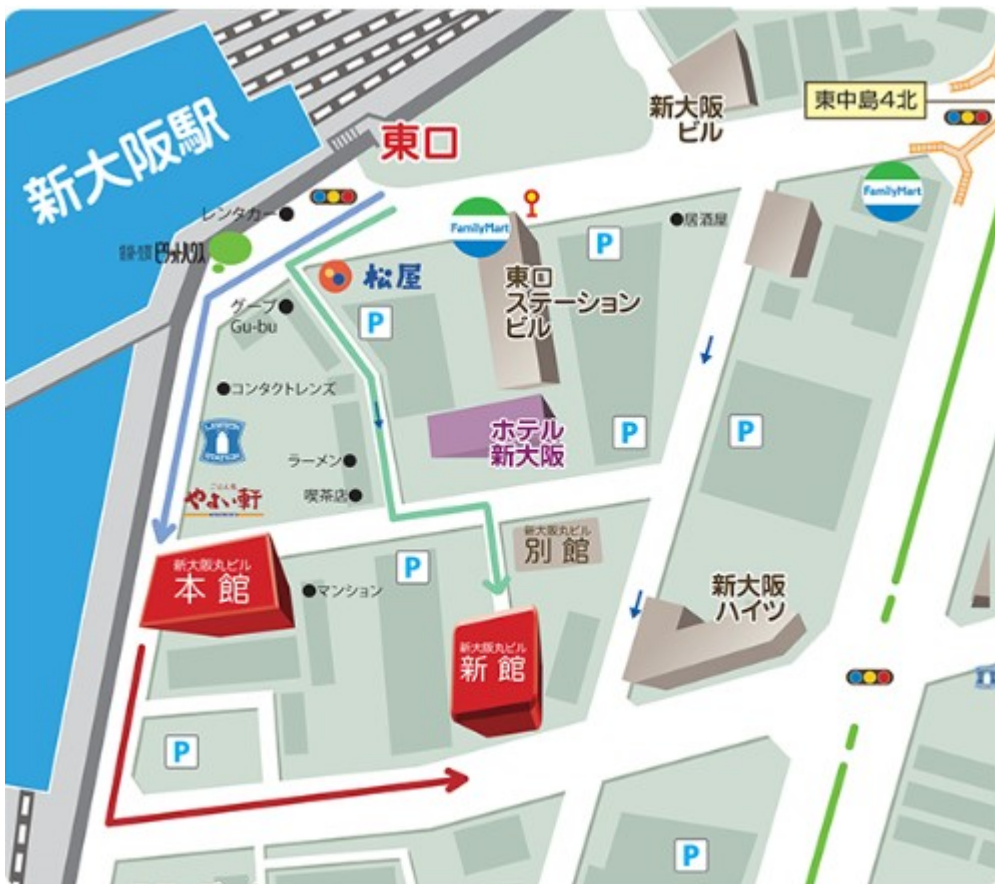 新大阪駅
東口
新大阪
ビル
東中島4北
レンタカー
FamilyMart
FamilyMart
居酒屋
P
松屋
東口
ステーション
ビル
グーブ
Gu-bu
P
コンタクトレンズ
LAWSON
STATION
ホテル
新大阪
P
P
ラーメン
やよい軒
喫茶店
新大阪丸ビル
別館
新大阪丸ビル
本館
P
マンション
新大阪
ハイツ
新大阪丸ビル
新館
P
P